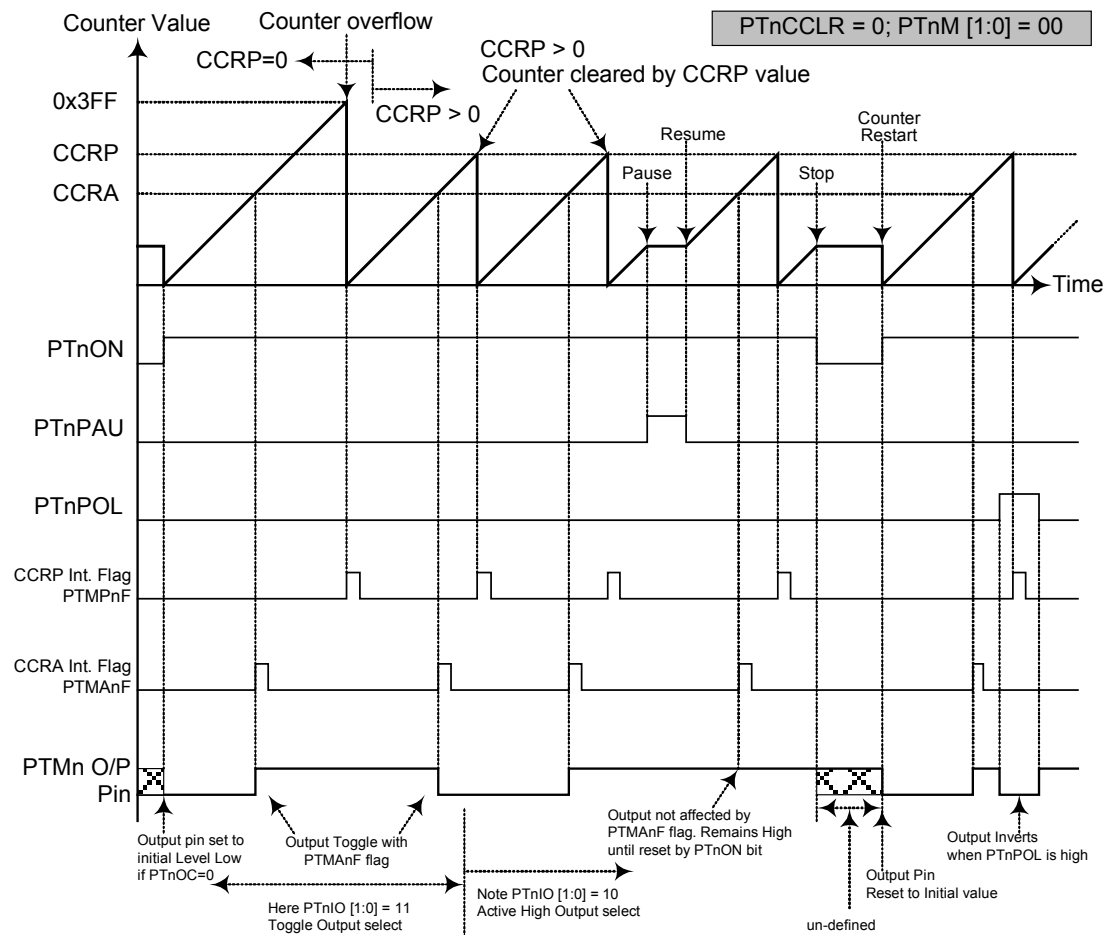 Counter Value
Counter overflow
PTnCCLR = 0; PTnM [1:0] = 00
CCRP=0
CCRP > 0
CCRP > 0
Counter cleared by CCRP value
0x3FF
CCRP
CCRA
Pause
Resume
Stop
Counter
Restart
Time
PTnON
PTnPAU
PTnPOL
CCRP Int. Flag
PTMPnF
CCRA Int. Flag
PTMAnF
PTMn O/P
Pin
Output pin set to
initial Level Low
if PTnOC=0
Output Toggle with
PTMAnF flag
Output not affected by
PTMAnF flag. Remains High
until reset by PTnON bit
Output Inverts
when PTnPOL is high
Output Pin
Reset to Initial value
Here PTnIO [1:0] = 11
Toggle Output select
Note PTnIO [1:0] = 10
Active High Output select
un-defined